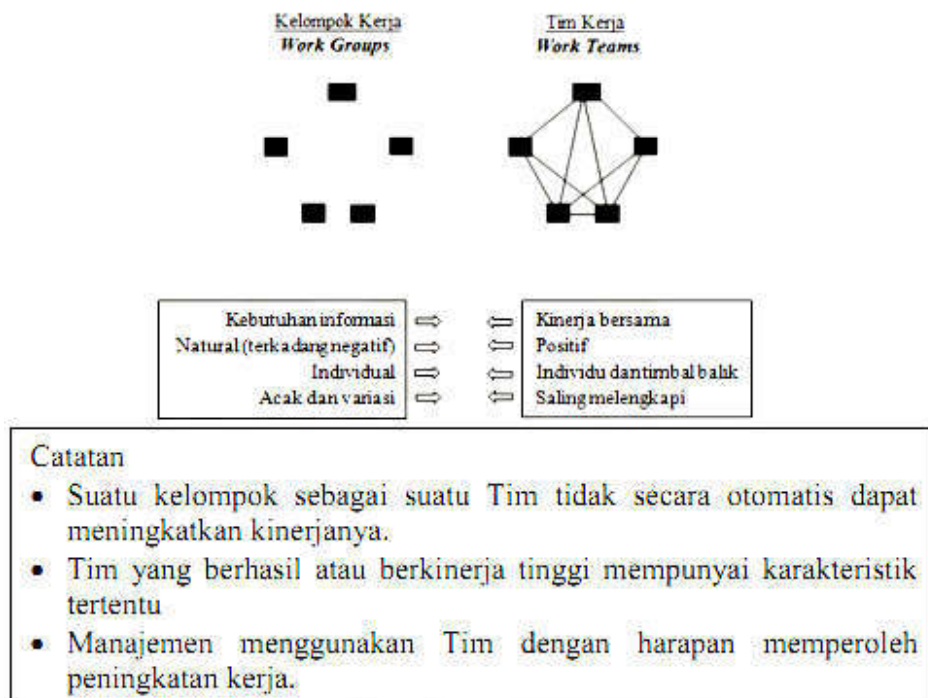 Kelompok Kerja
Work Groups
Tim Kerja
Work Teams
Kebutuhan informasi
Natural (terkadang negatif)
Individual
Acak dan variasi
Kinerja bersama
Positif
Individu dan timbal balik
Saling melengkapi
Catatan
• Suatu kelompok sebagai suatu Tim tidak secara otomatis dapat
meningkatkan kinerjanya.
• Tim yang berhasil atau berkinerja tinggi mempunyai karakteristik
tertentu
• Manajemen menggunakan Tim dengan harapan memperoleh
peningkatan kerja.